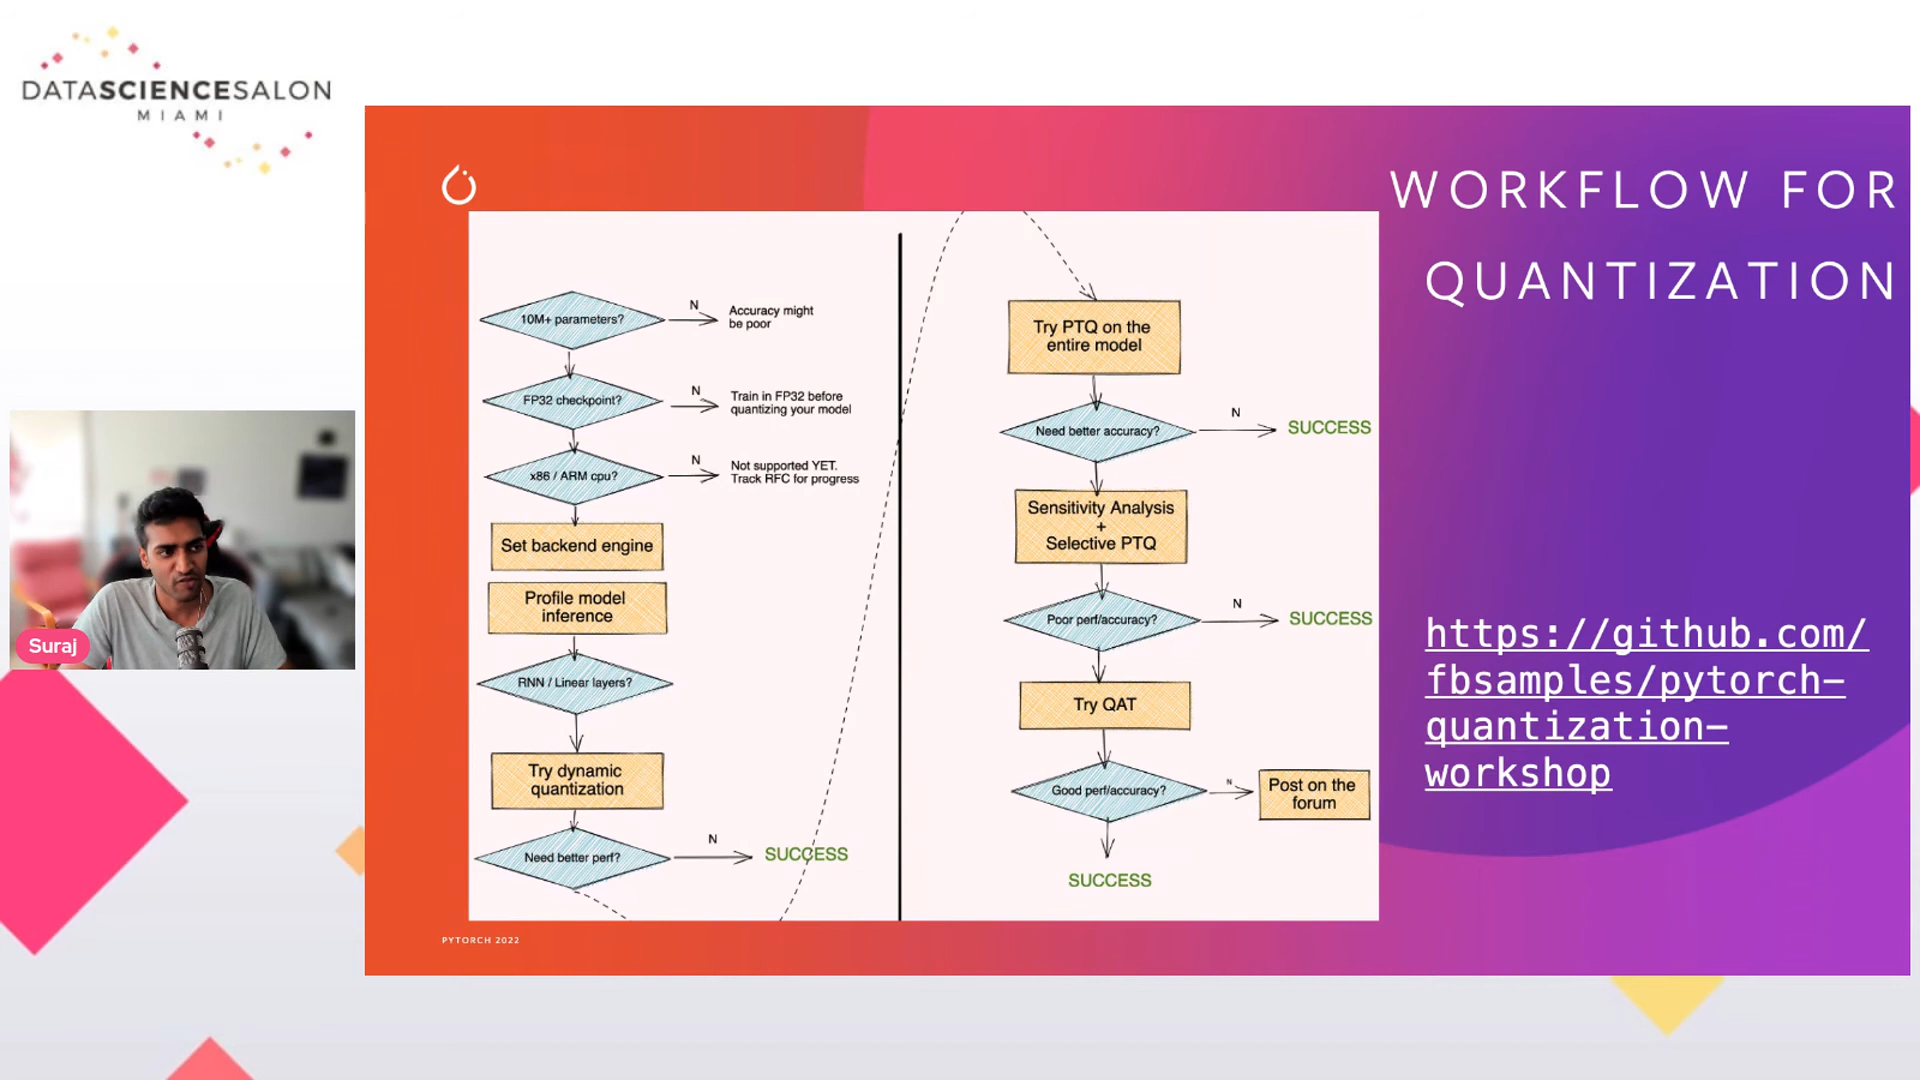 DATASCIENCESALON
MIAMI
WORKFLOW FOR
QUANTIZATION
10M+ parameters?
N
Accuracy might
be poor
FP32 checkpoint?
N
Train in FP32 before
quantizing your model
x86 / ARM cpu?
N
Not supported YET.
Track RFC for progress
Set backend engine
Profile model
inference
RNN / Linear layers?
Try dynamic
quantization
Need better perf?
N
SUCCESS
Try PTQ on the
entire model
Need better accuracy?
N
SUCCESS
Sensitivity Analysis
+
Selective PTQ
Poor perf/accuracy?
N
SUCCESS
Try QAT
Good perf/accuracy?
N
Post on the
forum
SUCCESS
https://github.com/
fbsamples/pytorch-
quantization-
workshop
Suraj
PYTORCH 2022